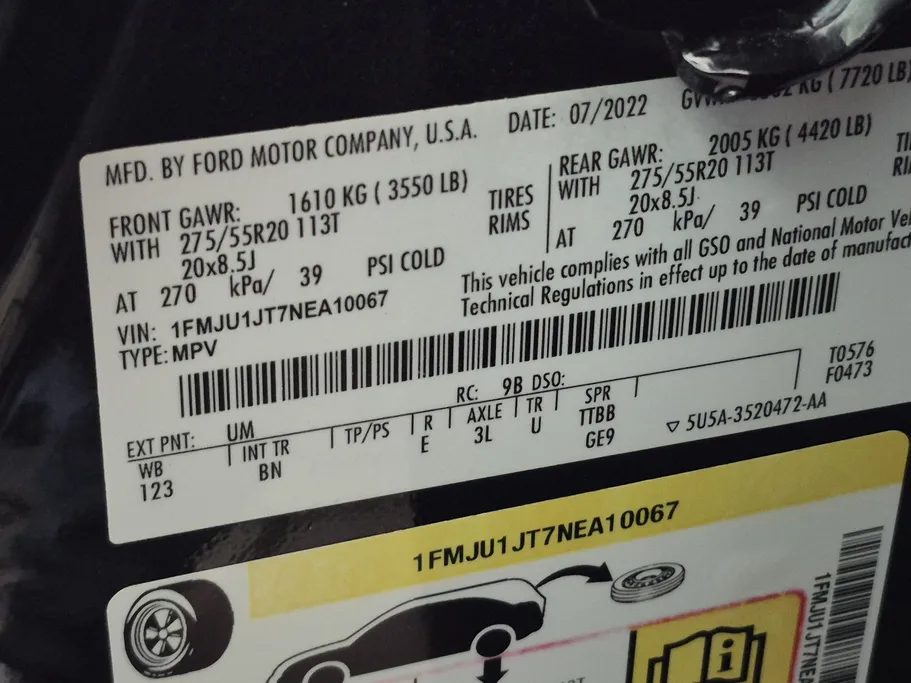 MFD. BY FORD MOTOR COMPANY, U.S.A.
DATE: 07/2022
KG ( 7720 LB)
FRONT GAWR: 1610 KG ( 3550 LB)
WITH 275/55R20 113T TIRES
20x8.5J RIMS
AT 270 kPa/ 39 PSI COLD
REAR GAWR: 2005 KG ( 4420 LB)
WITH 275/55R20 113T
20x8.5J
AT 270 kPa/ 39 PSI COLD
This vehicle complies with all GSO and National Motor
Technical Regulations in effect up to the date of
VIN: 1FMJU1JT7NEA10067
TYPE: MPV
EXT PNT: UM RC: 9B DSO:
WB INT TR TP/PS R AXLE TR SPR
123 BN E 3L U TTBB
GE9
T0576
F0473
5U5A-3520472-AA
1FMJU1JT7NEA10067
1FMJU1JT7NEA
i